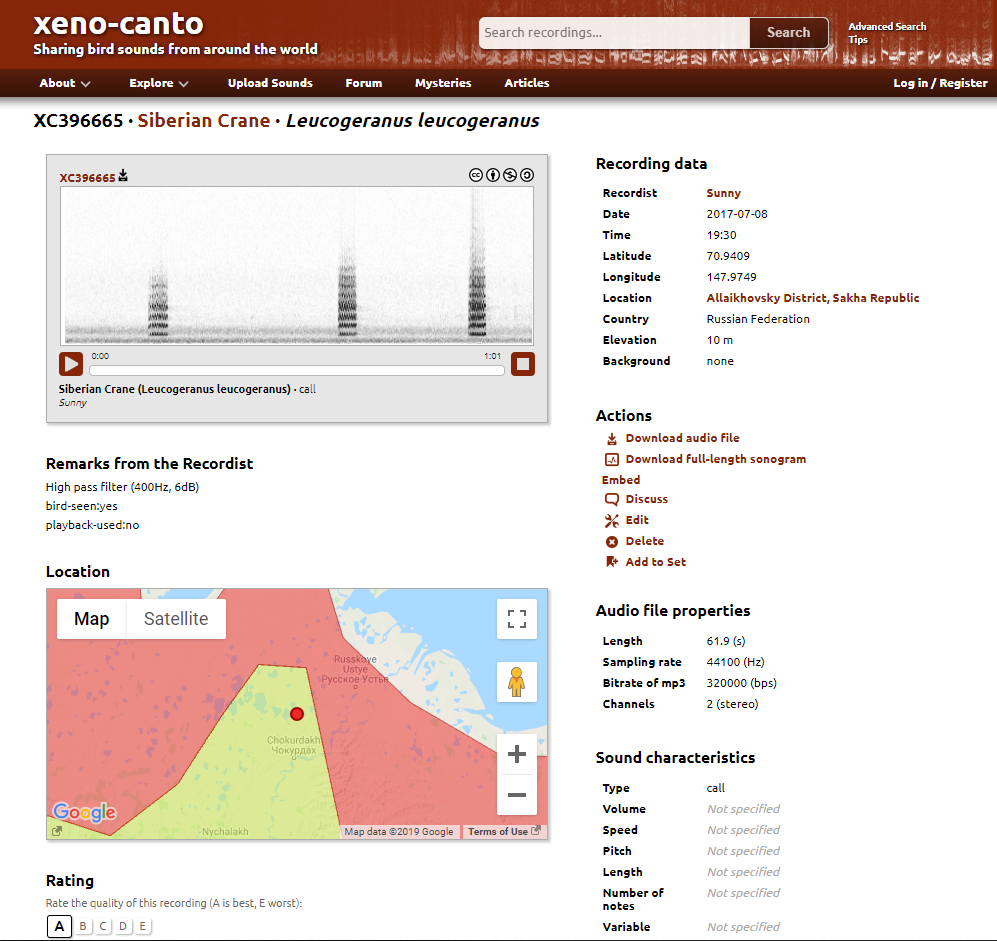 xeno-canto
Sharing bird sounds from around the world
Search recordings...
Search
Advanced Search
Tips
About
Explore
Upload Sounds
Forum
Mysteries
Articles
Log in / Register
XC396665 · Siberian Crane · Leucogeranus leucogeranus
XC396665
0:00
1:01
Siberian Crane (Leucogeranus leucogeranus) · call
Sunny
Remarks from the Recordist
High pass filter (400Hz, 6dB)
bird-seen:yes
playback-used:no
Location
Map
Satellite
Russkoye
Ustye
Русское Устье
Chokurdakh
Чокурдах
Google
Nychalakh
Map data ©2019 Google
Terms of Use
Rating
Rate the quality of this recording (A is best, E worst):
A B C D E
Recording data
Recordist Sunny
Date 2017-07-08
Time 19:30
Latitude 70.9409
Longitude 147.9749
Location Allaikhovsky District, Sakha Republic
Country Russian Federation
Elevation 10 m
Background none
Actions
Download audio file
Download full-length sonogram
Embed
Discuss
Edit
Delete
Add to Set
Audio file properties
Length 61.9 (s)
Sampling rate 44100 (Hz)
Bitrate of mp3 320000 (bps)
Channels 2 (stereo)
Sound characteristics
Type call
Volume Not specified
Speed Not specified
Pitch Not specified
Length Not specified
Number of Not specified
notes
Variable Not specified